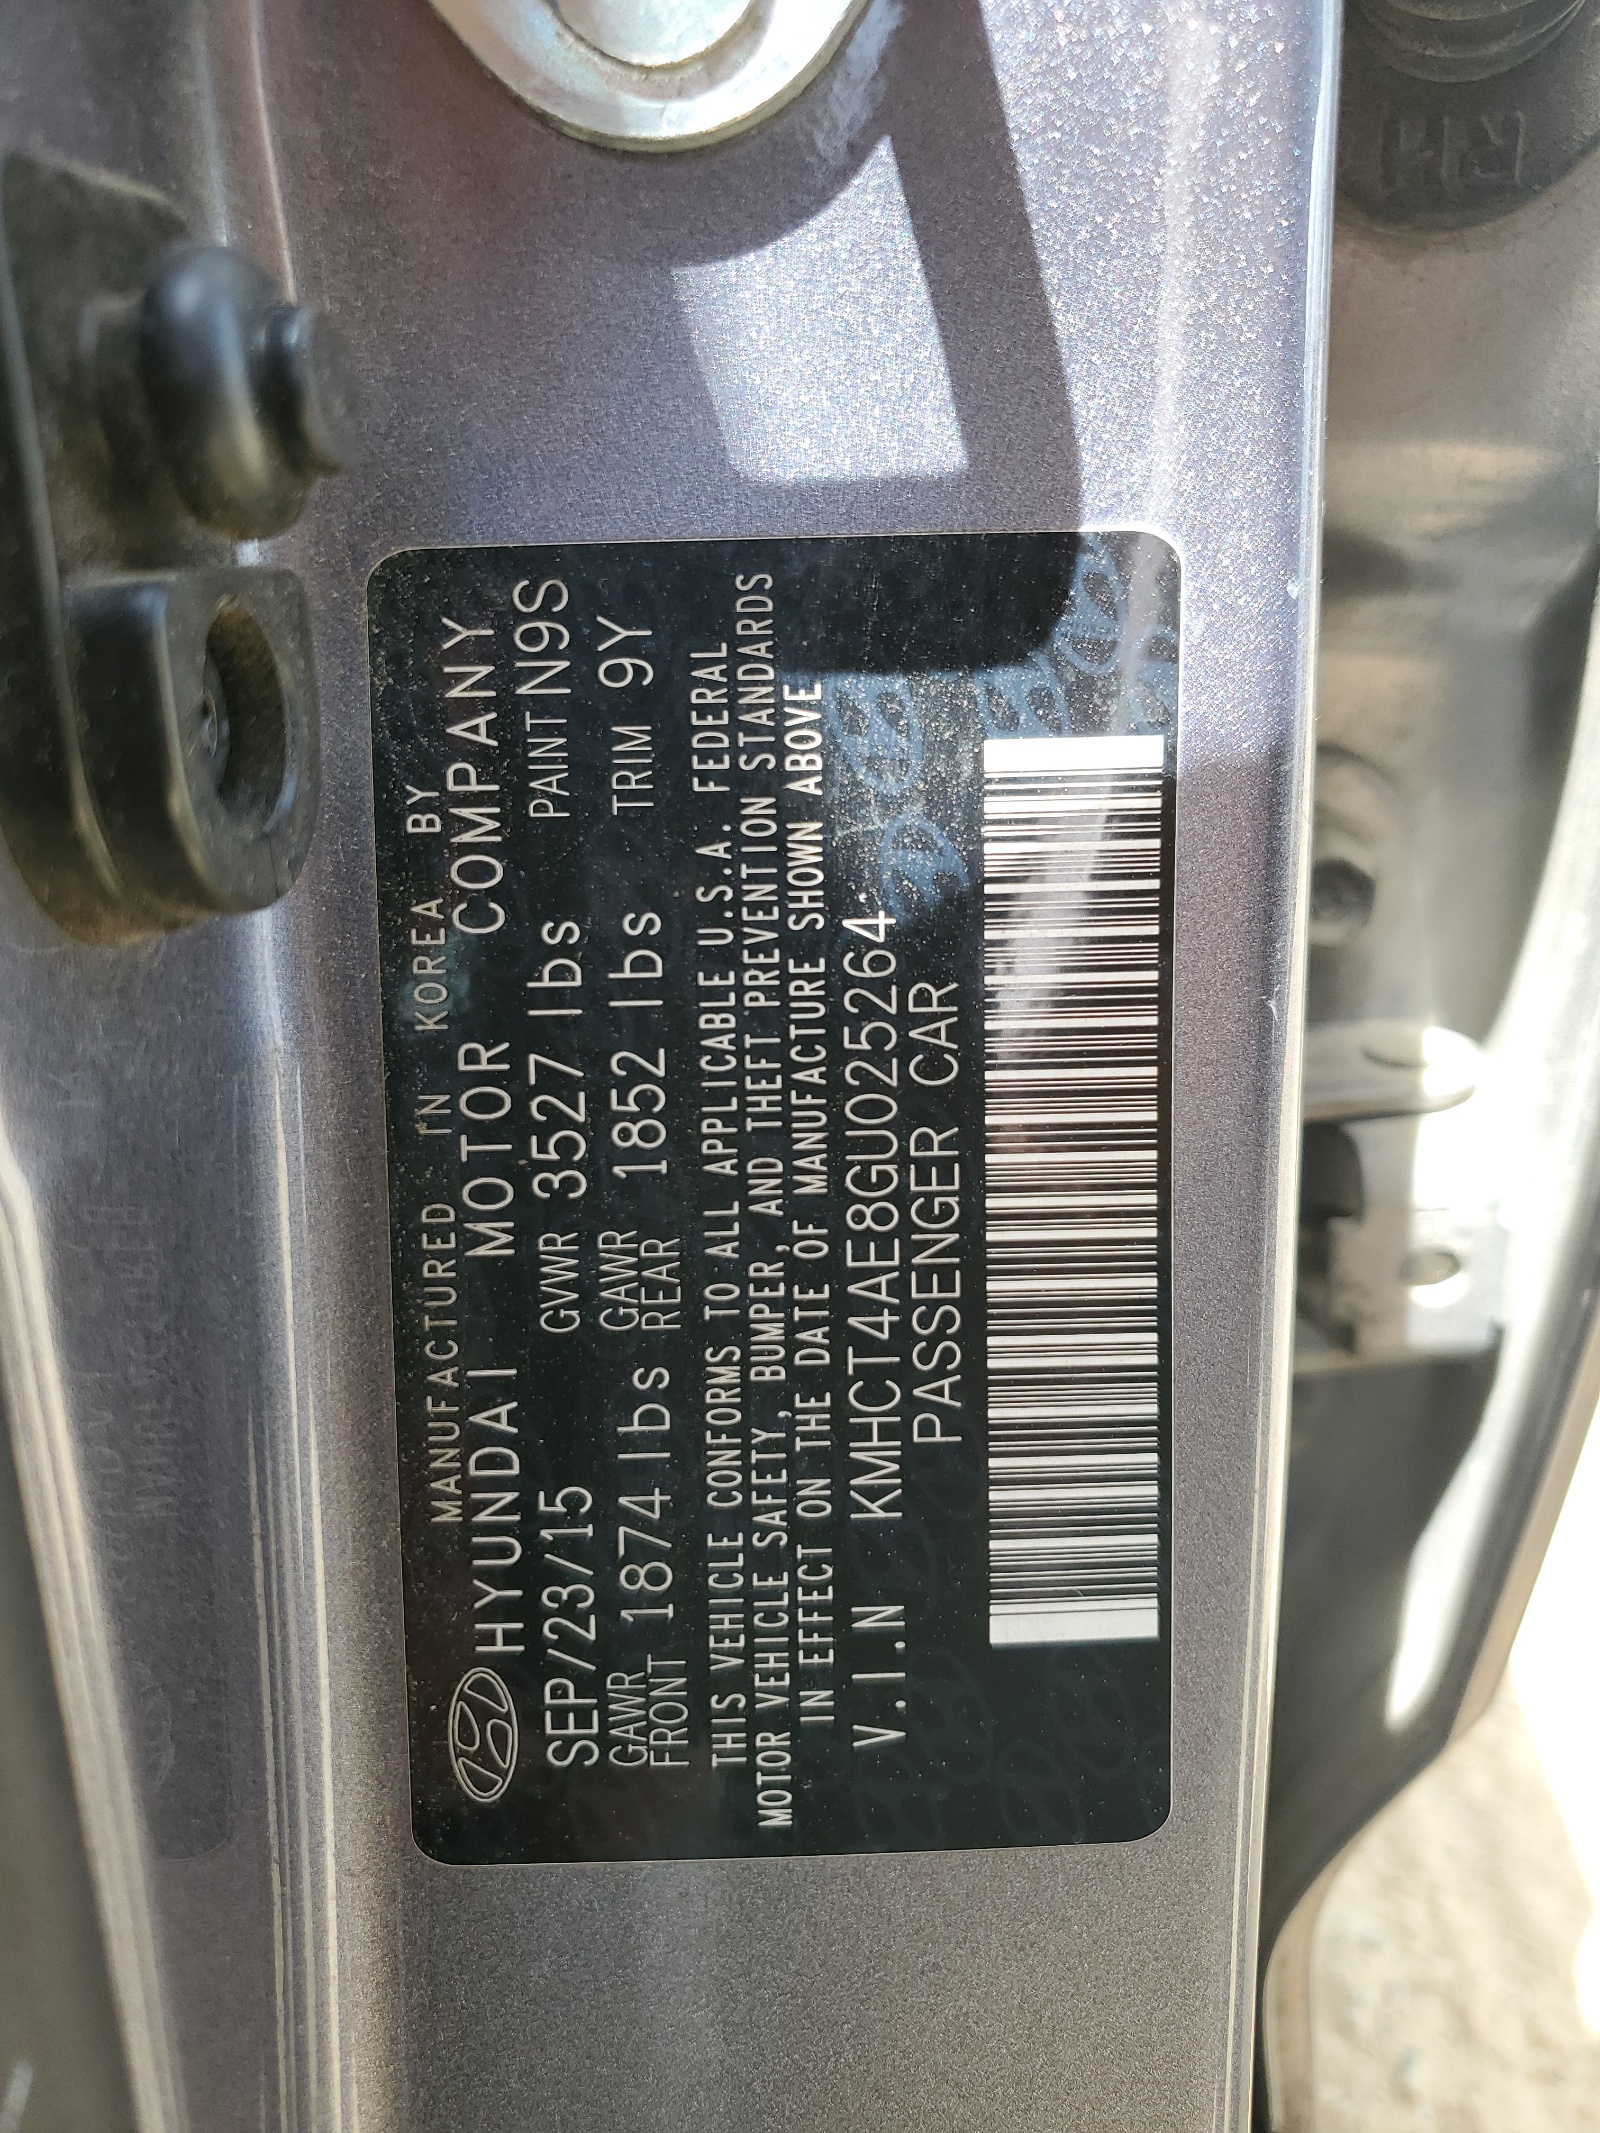 MANUFACTURED IN KOREA BY
HYUNDAI MOTOR COMPANY
SEP/23/15 GVWR 3527 lbs PAINT N9S
GAWR FRONT 1874 lbs GAWR REAR 1852 lbs TRIM 9Y
THIS VEHICLE CONFORMS TO ALL APPLICABLE U.S.A. FEDERAL
MOTOR VEHICLE SAFETY, BUMPER, AND THEFT PREVENTION STANDARDS
IN EFFECT ON THE DATE OF MANUFACTURE SHOWN ABOVE
V.I.N KMHCT4AE8GU025264
PASSENGER CAR
RH